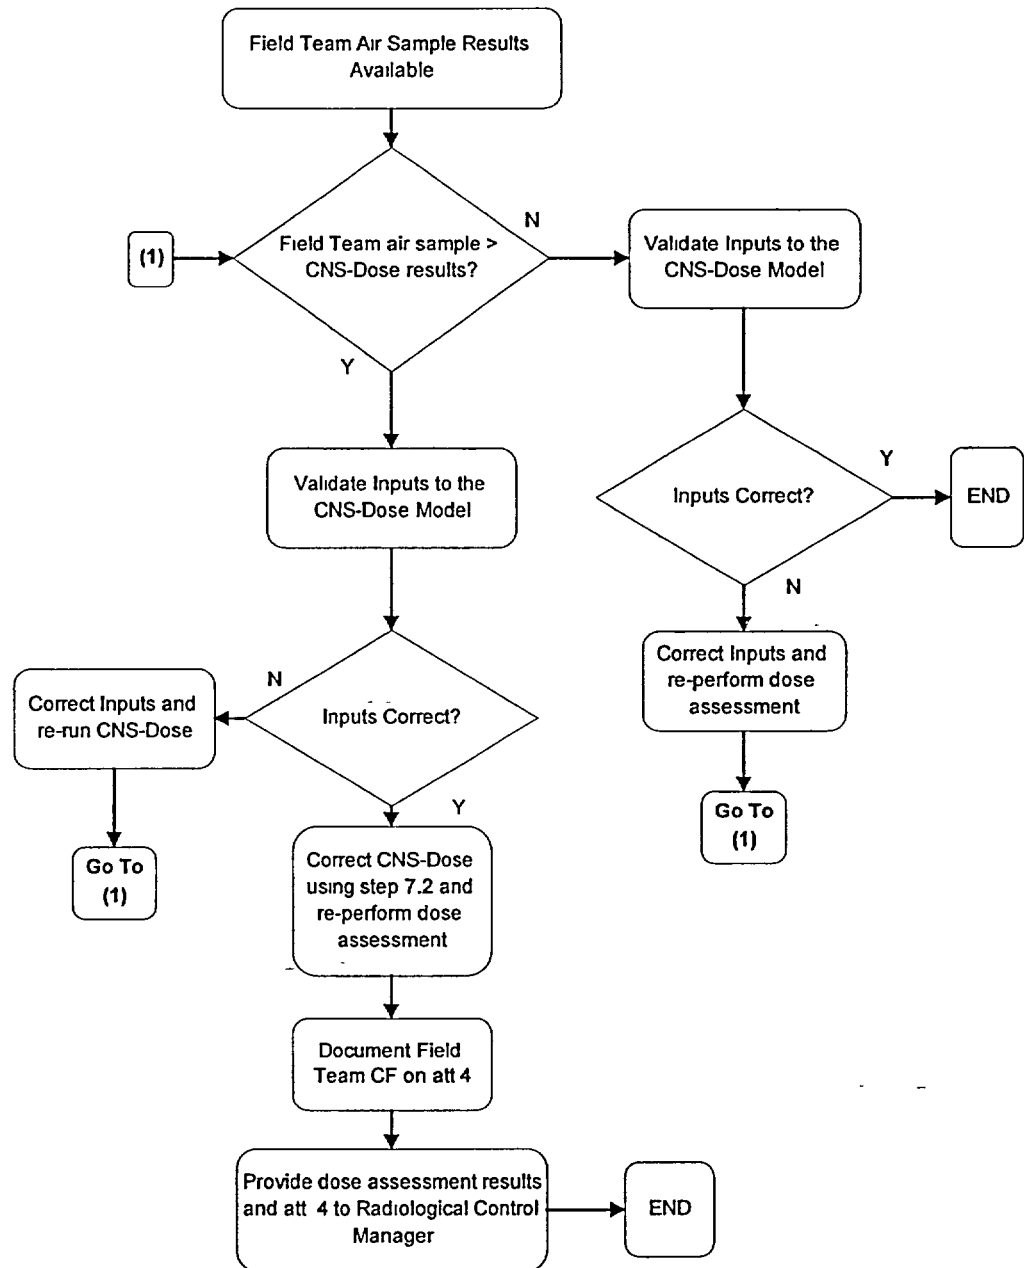 Field Team Air Sample Results
Available
(1)
Field Team air sample >
CNS-Dose results?
N
Validate Inputs to the
CNS-Dose Model
Y
Validate Inputs to the
CNS-Dose Model
Inputs Correct?
Y
END
N
Correct Inputs and
re-perform dose
assessment
Go To
(1)
Inputs Correct?
N
Correct Inputs and
re-run CNS-Dose
Go To
(1)
Y
Correct CNS-Dose
using step 7.2 and
re-perform dose
assessment
Document Field
Team CF on att 4
Provide dose assessment results
and att 4 to Radiological Control
Manager
END